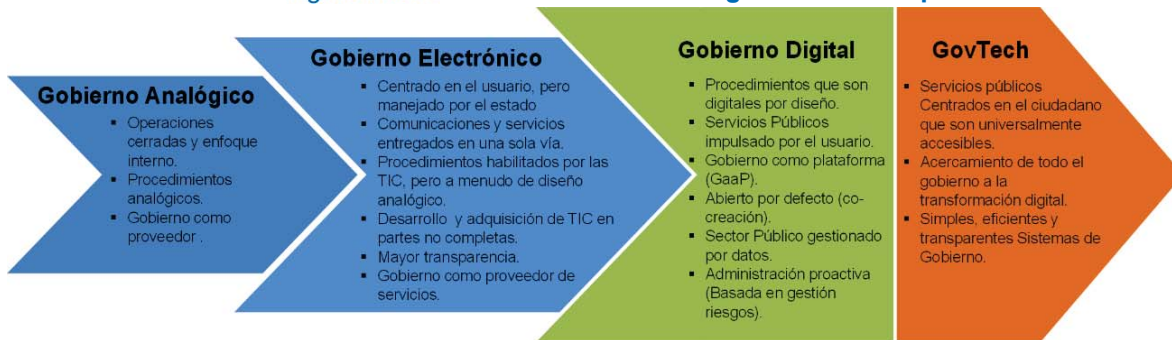 Gobierno Analógico
▪ Operaciones
cerradas y enfoque
interno.
▪ Procedimientos
analógicos.
▪ Gobierno como
proveedor .
Gobierno Electrónico
▪ Centrado en el usuario, pero
manejado por el estado
▪ Comunicaciones y servicios
entregados en una sola vía.
▪ Procedimientos habilitados por las
TIC, pero a menudo de diseño
analógico.
▪ Desarrollo y adquisición de TIC en
partes no completas.
▪ Mayor transparencia.
▪ Gobierno como proveedor de
servicios.
Gobierno Digital
▪ Procedimientos que son
digitales por diseño.
▪ Servicios Públicos
impulsado por el usuario.
▪ Gobierno como plataforma
(GaaP).
▪ Abierto por defecto (co-
creación).
▪ Sector Público gestionado
por datos.
▪ Administración proactiva
(Basada en gestión
riesgos).
GovTech
▪ Servicios públicos
Centrados en el ciudadano
que son universalmente
accesibles.
▪ Acercamiento de todo el
gobierno a la
transformación digital.
▪ Simples, eficientes y
transparentes Sistemas de
Gobierno.